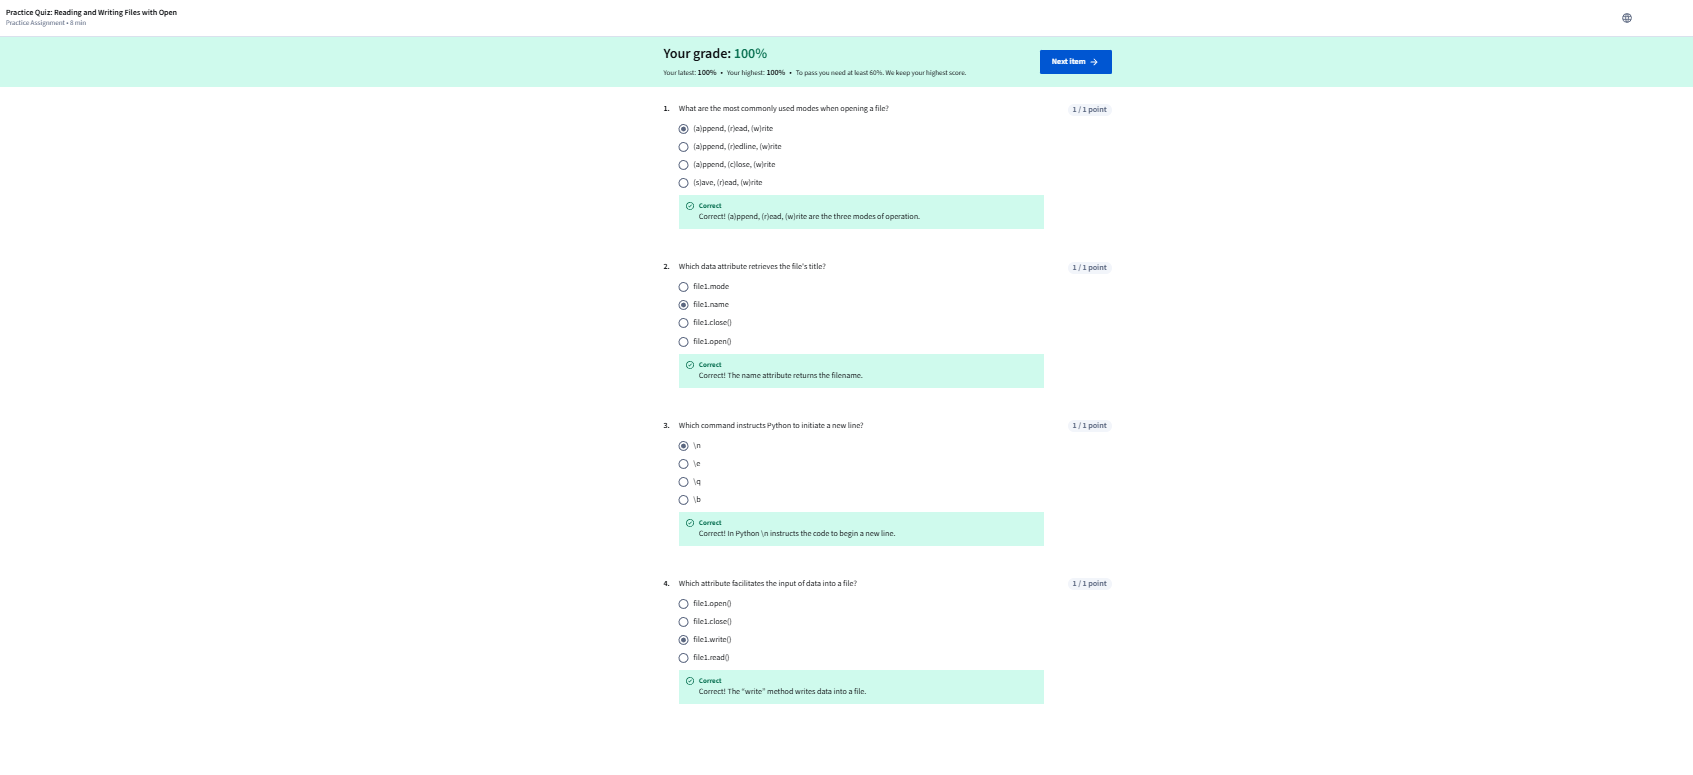 Practice Quiz: Reading and Writing Files with Open
Practice Assignment • 8 min
Your grade: 100%
Your latest: 100% • Your highest: 100% • To pass you need at least 60%. We keep your highest score.
Next item →
1. What are the most commonly used modes when opening a file?
1 / 1 point
(a)ppend, (r)ead, (w)rite
(a)ppend, (r)edline, (w)rite
(a)ppend, (c)lose, (w)rite
(s)ave, (r)ead, (w)rite
Correct
Correct! (a)ppend, (r)ead, (w)rite are the three modes of operation.
2. Which data attribute retrieves the file's title?
1 / 1 point
file1.mode
file1.name
file1.close()
file1.open()
Correct
Correct! The name attribute returns the filename.
3. Which command instructs Python to initiate a new line?
1 / 1 point
\n
\e
\q
\b
Correct
Correct! In Python \n instructs the code to begin a new line.
4. Which attribute facilitates the input of data into a file?
1 / 1 point
file1.open()
file1.close()
file1.write()
file1.read()
Correct
Correct! The “write” method writes data into a file.